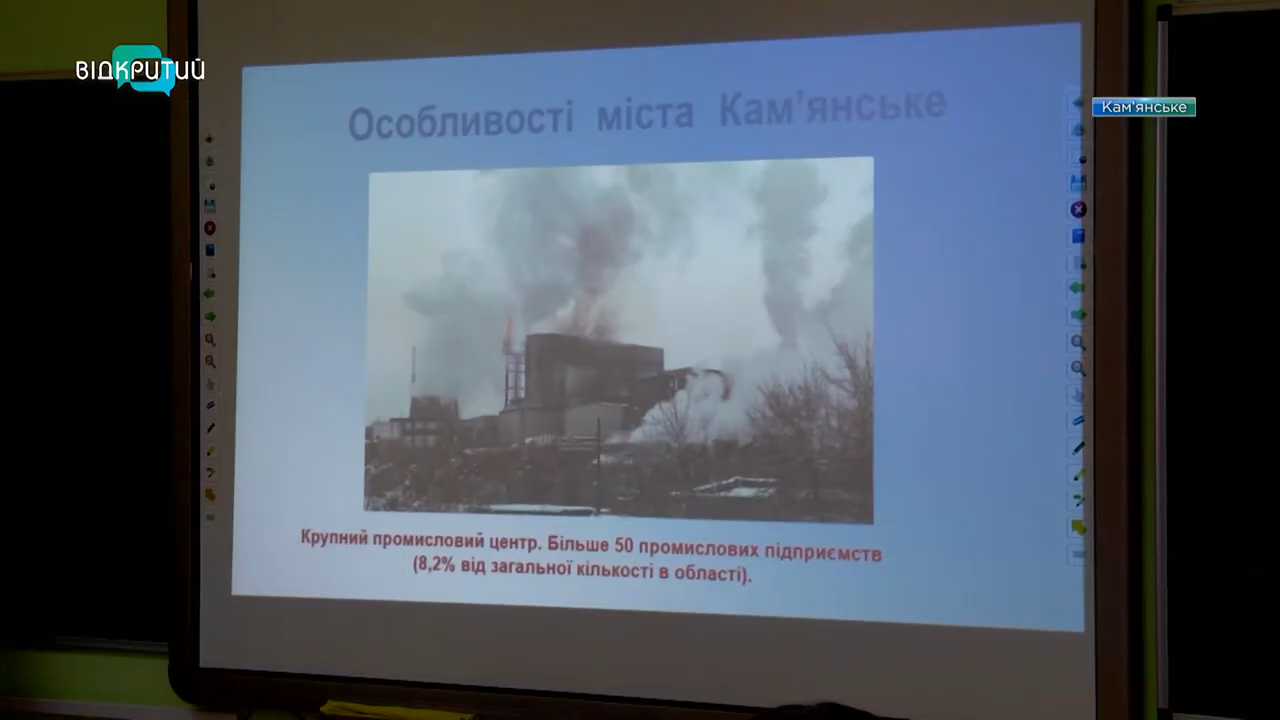 ВІДКРИТИЙ
Кам'янське
Особливості міста Кам'янське
Крупний промисловий центр. Більше 50 промислових підприємств
(8,2% від загальної кількості в області).